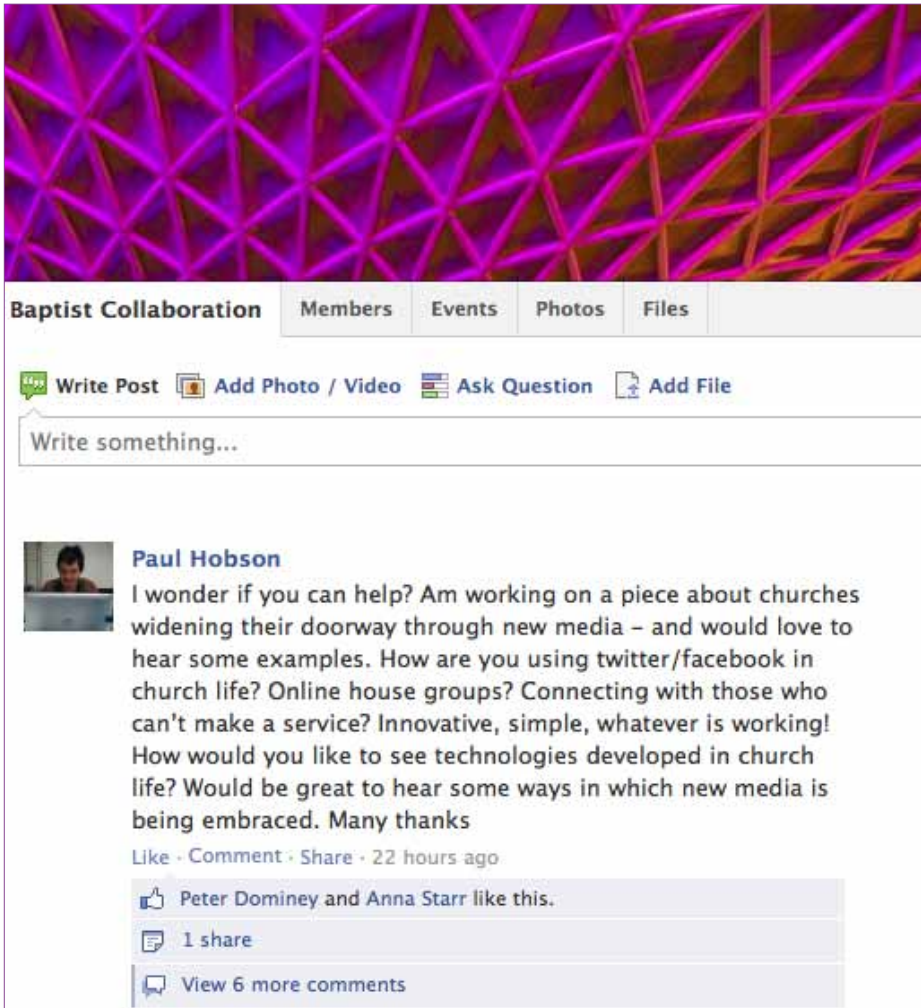 Baptist Collaboration Members Events Photos Files
Write Post Add Photo / Video Ask Question Add File
Write something...
Paul Hobson
I wonder if you can help? Am working on a piece about churches
widening their doorway through new media – and would love to
hear some examples. How are you using twitter/facebook in
church life? Online house groups? Connecting with those who
can't make a service? Innovative, simple, whatever is working!
How would you like to see technologies developed in church
life? Would be great to hear some ways in which new media is
being embraced. Many thanks
Like · Comment · Share · 22 hours ago
Peter Dominey and Anna Starr like this.
1 share
View 6 more comments